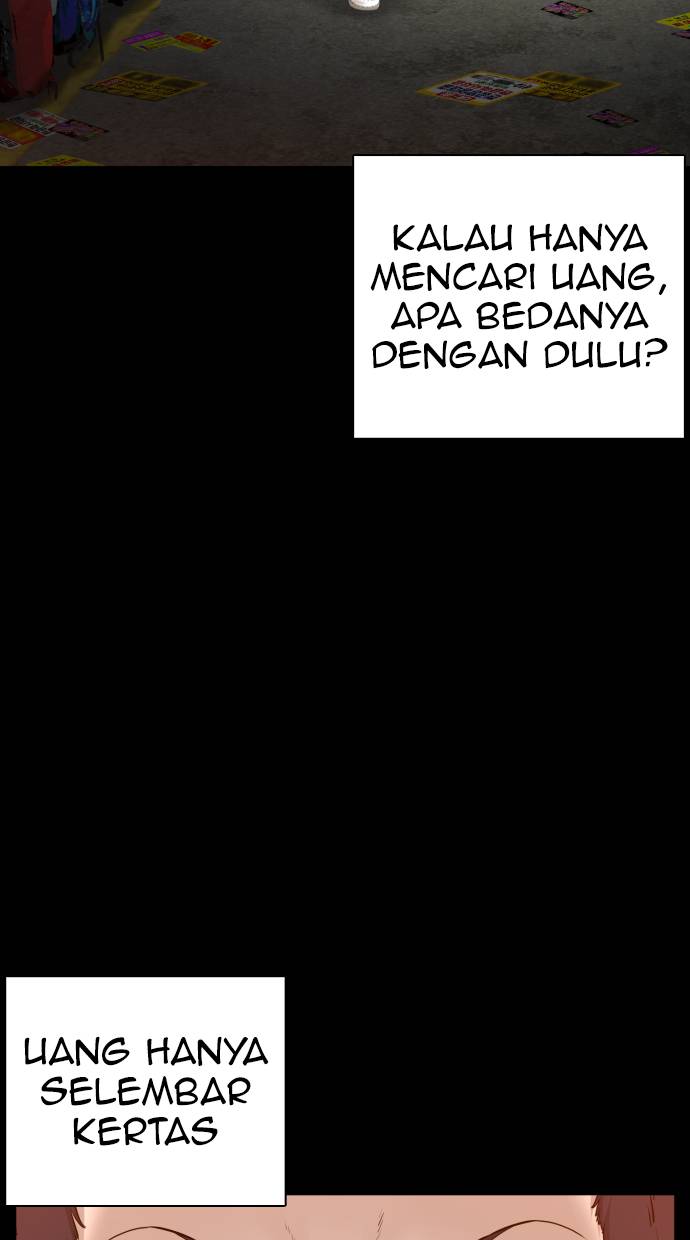 KALAU HANYA
MENCARI UANG,
APA BEDANYA
DENGAN DULU?
UANG HANYA
SELEMBAR
KERTAS